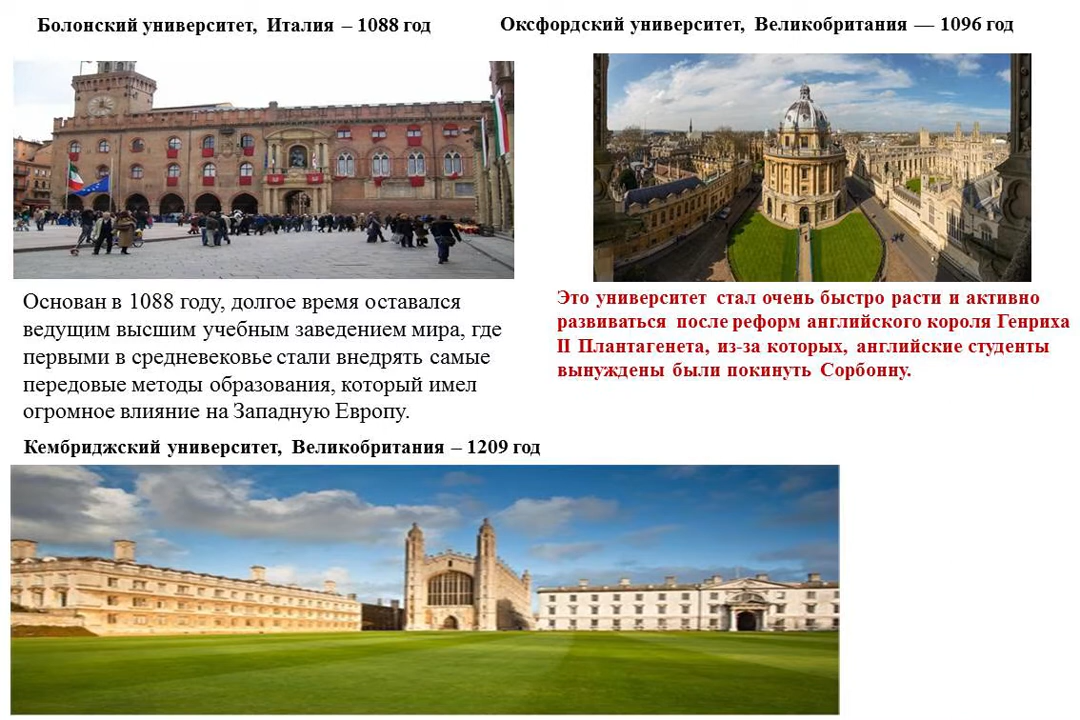 Болонский университет, Италия – 1088 год
Оксфордский университет, Великобритания — 1096 год
Основан в 1088 году, долгое время оставался
ведущим высшим учебным заведением мира, где
первыми в средневековье стали внедрять самые
передовые методы образования, который имел
огромное влияние на Западную Европу.
Это университет стал очень быстро расти и активно
развиваться после реформ английского короля Генриха
II Плантагенета, из-за которых, английские студенты
вынуждены были покинуть Сорбонну.
Кембриджский университет, Великобритания – 1209 год